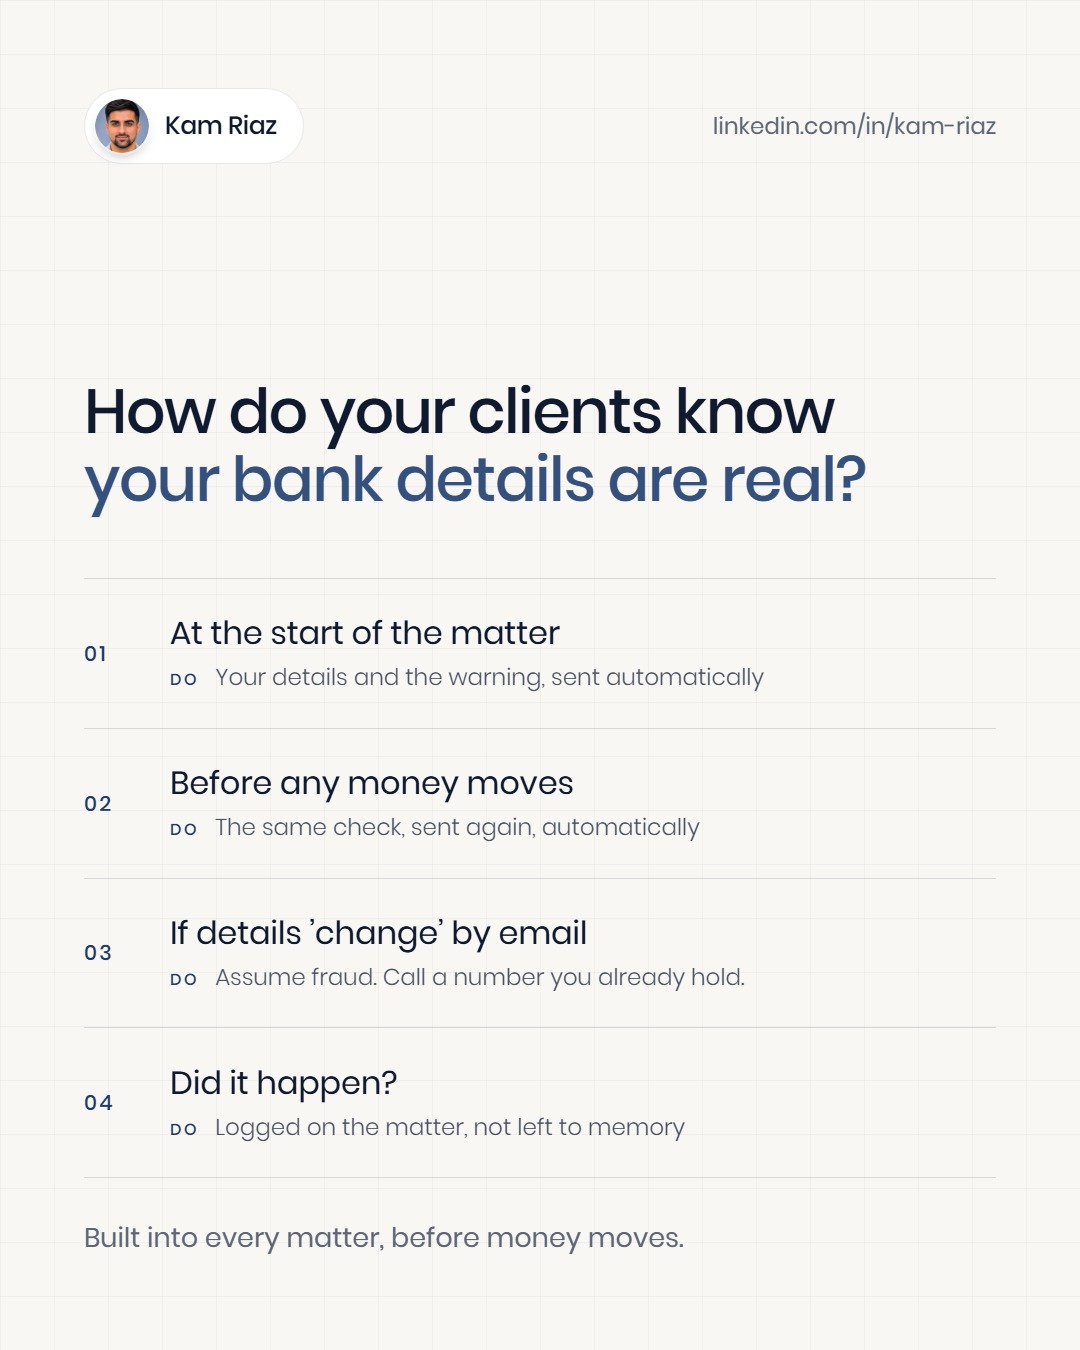 Kam Riaz
linkedin.com/in/kam-riaz
How do your clients know
your bank details are real?
01
At the start of the matter
DO Your details and the warning, sent automatically
02
Before any money moves
DO The same check, sent again, automatically
03
If details ’change’ by email
DO Assume fraud. Call a number you already hold.
04
Did it happen?
DO Logged on the matter, not left to memory
Built into every matter, before money moves.